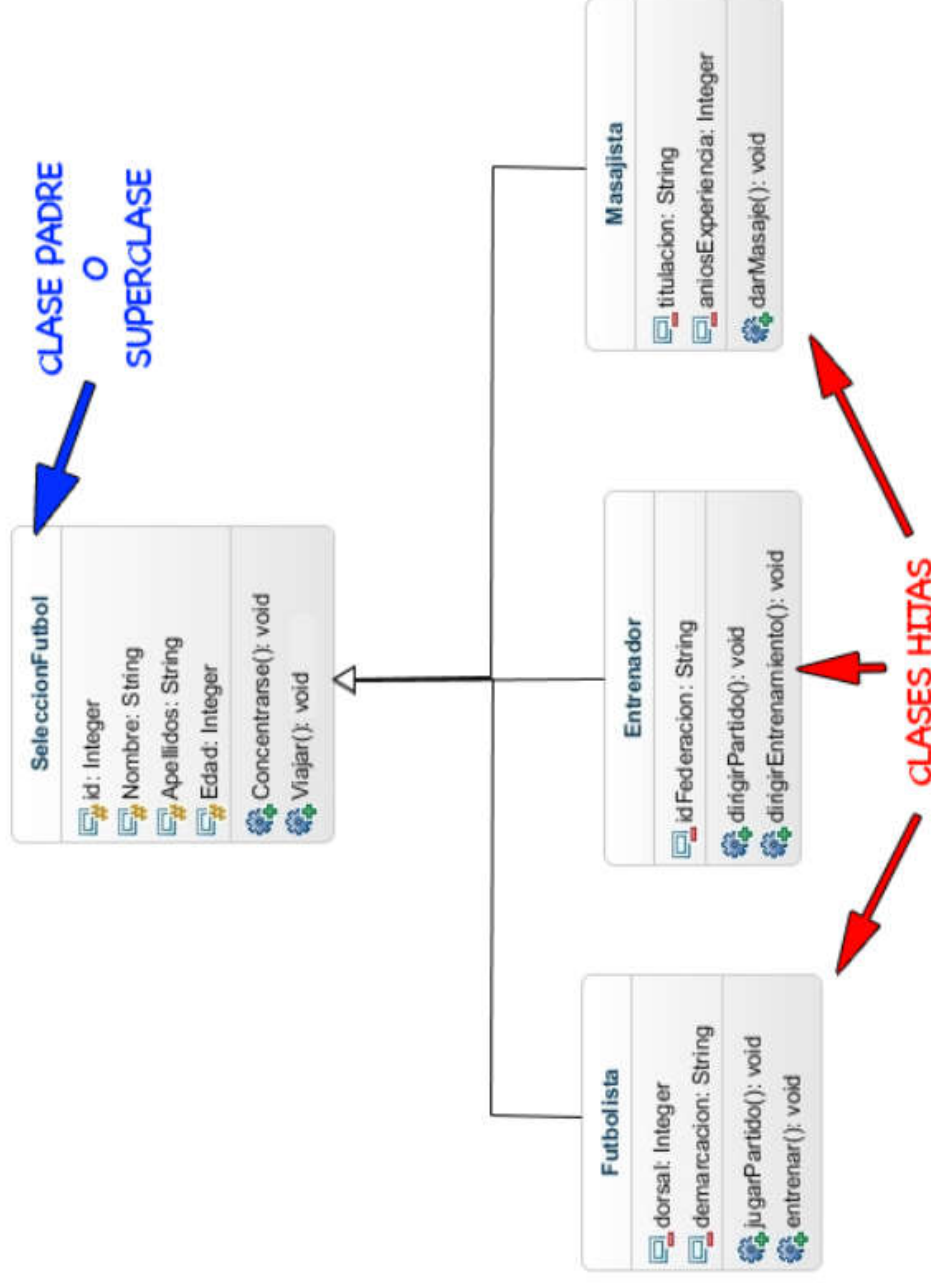 CLASE PADRE
O
SUPERCLASE
SeleccionFutbol
id: Integer
Nombre: String
Apellidos: String
Edad: Integer
Concentrarse(): void
Viajar(): void
Futbolista
dorsal: Integer
demarcacion: String
jugarPartido(): void
entrenar(): void
Entrenador
idFederacion: String
dirigirPartido(): void
dirigirEntrenamiento(): void
Masajista
titulacion: String
aniosExperiencia: Integer
darMasaje(): void
CLASES HIJAS